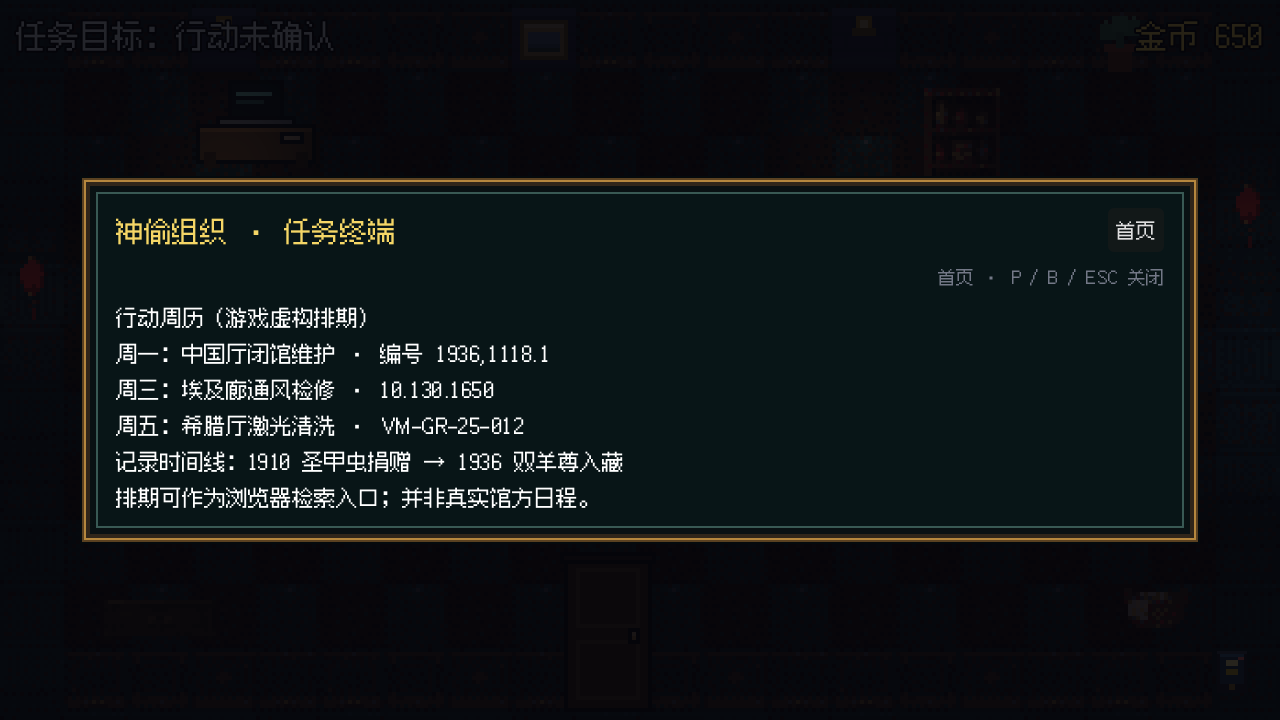 任务目标：行动未确认
金币 650
神偷组织 · 任务终端
首页
首页 · P / B / ESC 关闭
行动周历（游戏虚构排期）
周一：中国厅闭馆维护 · 编号 1936,1118.1
周三：埃及廊通风检修 · 10.130.1650
周五：希腊厅激光清洗 · VM-GR-25-012
记录时间线：1910 圣甲虫捐赠 → 1936 双羊尊入藏
排期可作为浏览器检索入口；并非真实馆方日程。